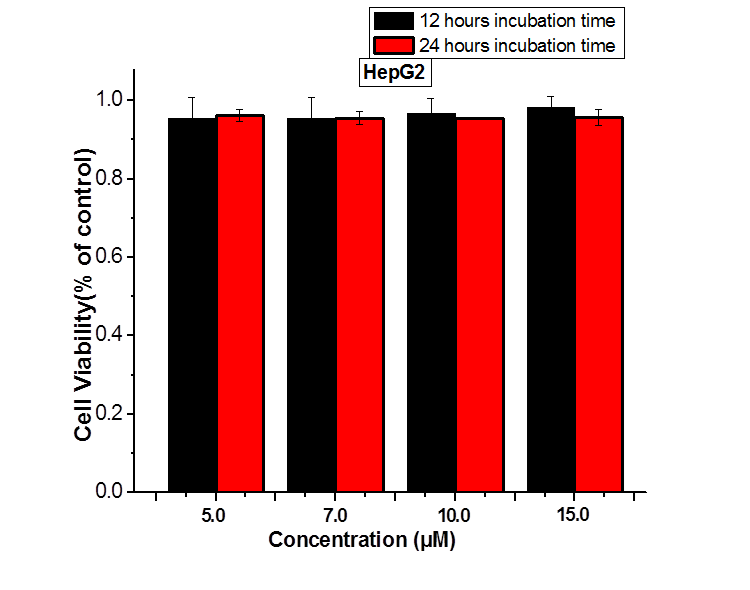 12 hours incubation time
24 hours incubation time
HepG2
Cell Viability(% of control)
1.0
0.8
0.6
0.4
0.2
0.0
5.0 7.0 10.0 15.0
Concentration (µM)